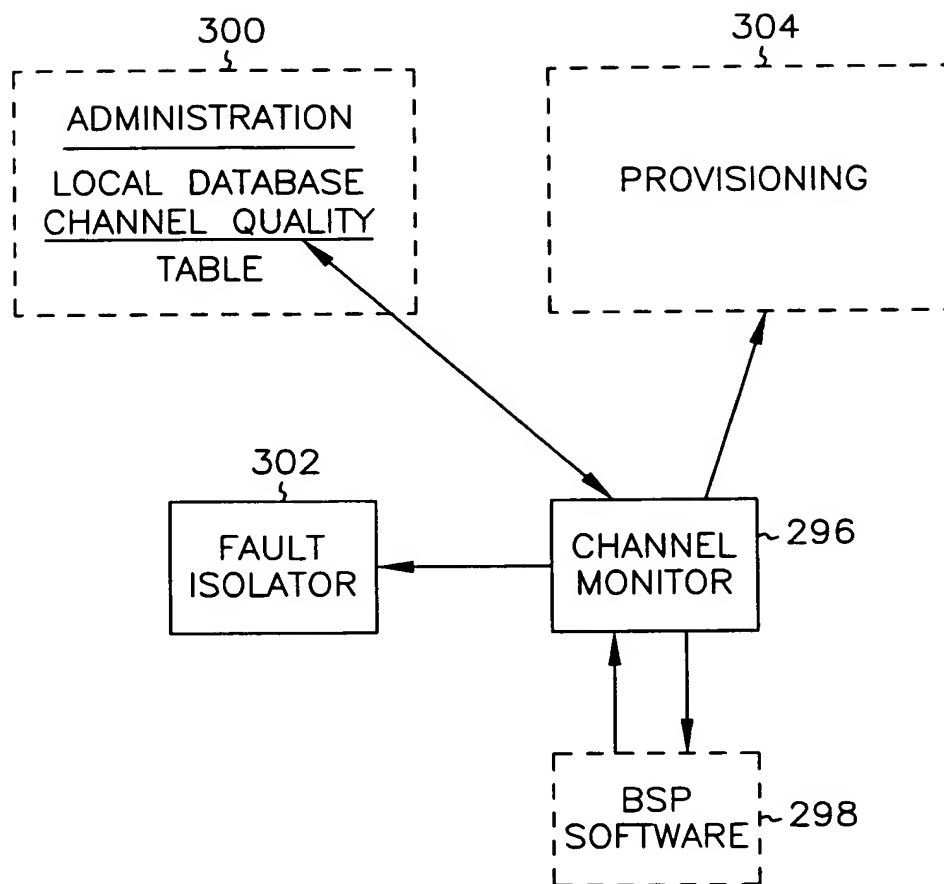 300
304
ADMINISTRATION
LOCAL DATABASE
CHANNEL QUALITY
TABLE
PROVISIONING
302
FAULT
ISOLATOR
CHANNEL
MONITOR
296
BSP
SOFTWARE
298